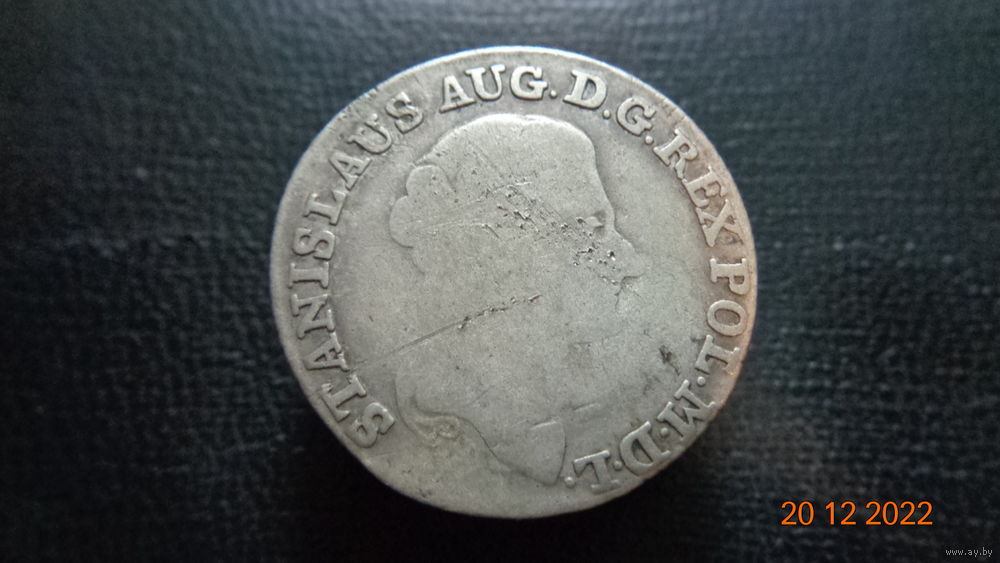 STANISLAUS AUG. D. G. REX POL. M. D. L.
20 12 2022
www.ay.by